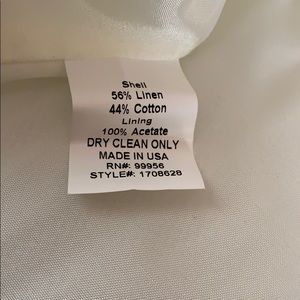 Shell
56% Linen
44% Cotton
Lining
100% Acetate
DRY CLEAN ONLY
MADE IN USA
RN#: 99956
STYLE#: 1708628